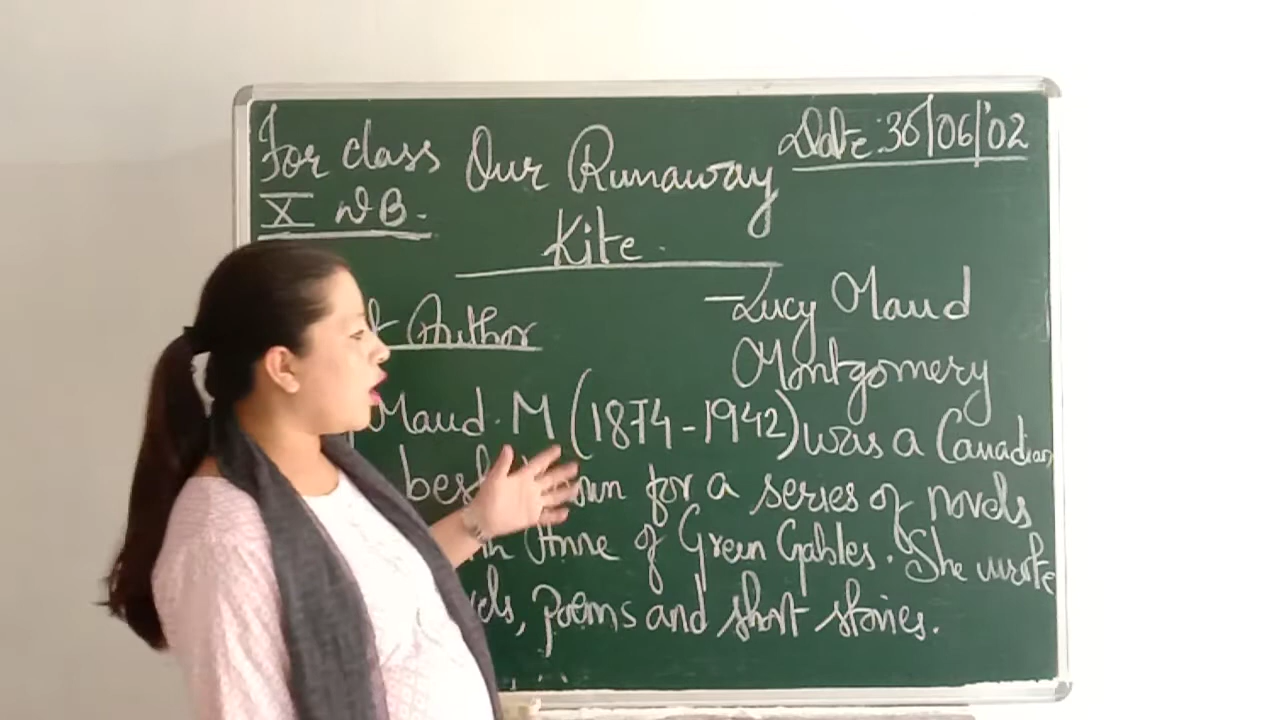 For class
X WB.
Our Runaway
Kite.
Date: 30/06/'02
Author
- Lucy Maud
Montgomery
Maud. M (1874-1942) was a Canadian
best known for a series of novels
Anne of Green Gables. She wrote
poems and short stories.